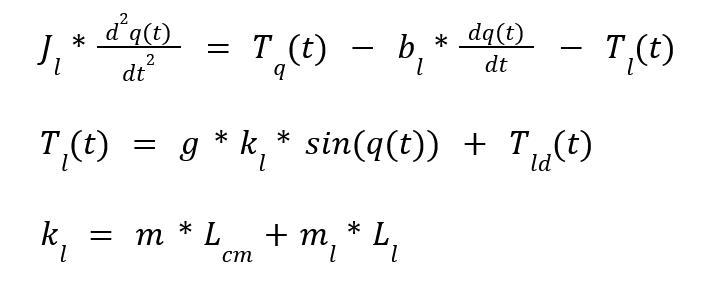 J_l * d^2q(t)/dt^2 = T_q(t) − b_l * dq(t)/dt − T_l(t)
T_l(t) = g * k_l * sin(q(t)) + T_ld(t)
k_l = m * L_cm + m_l * L_l